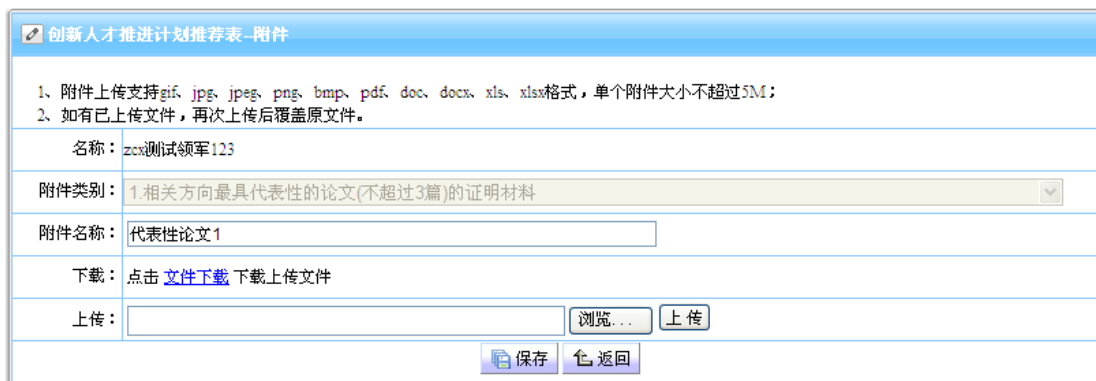 创新人才推进计划推荐表--附件
1、附件上传支持gif、jpg、jpeg、png、bmp、pdf、doc、docx、xls、xlsx格式，单个附件大小不超过5M；
2、如有已上传文件，再次上传后覆盖原文件。
名称： zcx测试领军123
附件类别： 1.相关方向最具代表性的论文(不超过3篇)的证明材料
附件名称： 代表性论文1
下载： 点击 文件下载 下载上传文件
上传： 浏览... 上传
保存 返回